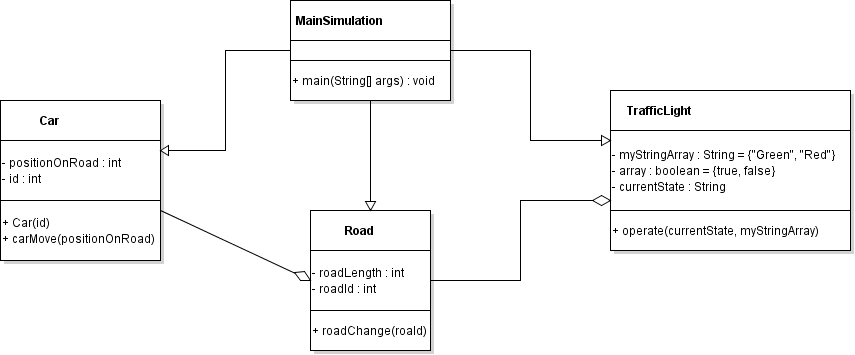 MainSimulation
+ main(String[] args) : void
Car
- positionOnRoad : int
- id : int
+ Car(id)
+ carMove(positionOnRoad)
Road
- roadLength : int
- roadId : int
+ roadChange(roaId)
TrafficLight
- myStringArray : String = {"Green", "Red"}
- array : boolean = {true, false}
- currentState : String
+ operate(currentState, myStringArray)